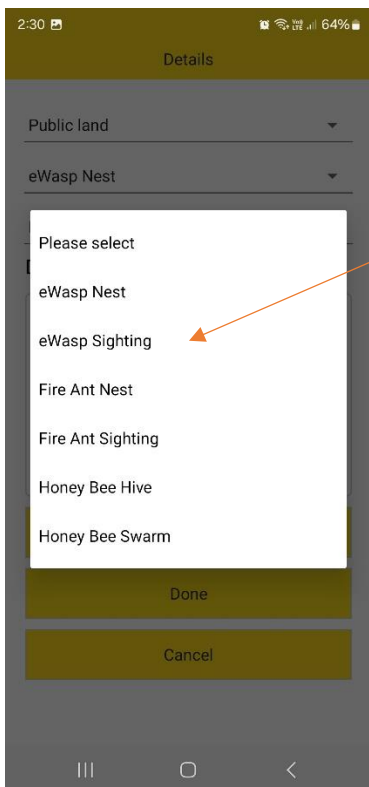 2:30 64%
Details
Public land
eWasp Nest
Please select
eWasp Nest
eWasp Sighting
Fire Ant Nest
Fire Ant Sighting
Honey Bee Hive
Honey Bee Swarm
Done
Cancel